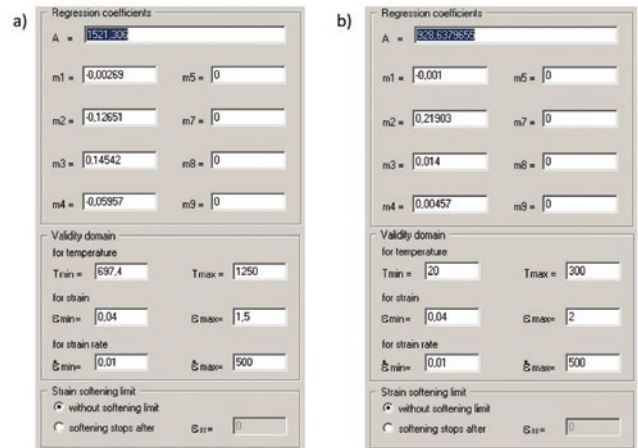 a)
Regression coefficients
A = 1521,306
m1 = -0,00269 m5 = 0
m2 = -0,12651 m7 = 0
m3 = 0,14542 m8 = 0
m4 = -0,05957 m9 = 0
Validity domain
for temperature
Tmin = 697,4 Tmax = 1250
for strain
εmin= 0,04 εmax= 1,5
for strain rate
ε̇min= 0,01 ε̇max= 500
Strain softening limit
without softening limit
softening stops after εss= 0
b)
Regression coefficients
A = 928,6379655
m1 = -0,001 m5 = 0
m2 = 0,21903 m7 = 0
m3 = 0,014 m8 = 0
m4 = 0,00457 m9 = 0
Validity domain
for temperature
Tmin = 20 Tmax = 300
for strain
εmin= 0,04 εmax= 2
for strain rate
ε̇min= 0,01 ε̇max= 500
Strain softening limit
without softening limit
softening stops after εss= 0